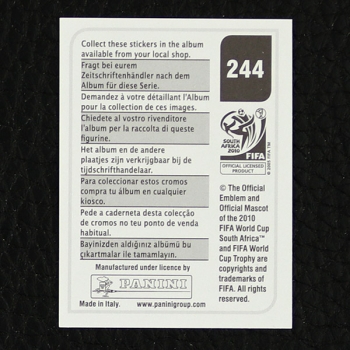 Collect these stickers in the album
available from your local shop.
Fragt bei eurem
Zeitschriftenhändler nach dem
Album für diese Serie.
Demandez à votre détaillant l'Album
pour la collection de ces images.
Chiedete al vostro rivenditore
l'album per la raccolta di queste
figurine.
Het album en de andere
plaatjes zijn verkrijgbaar bij de
tijdschrifthandelaar.
Para coleccionar estos cromos
compra tu álbum en cualquier
kiosco.
Pede a caderneta desta colecção
de cromos no teu ponto de venda
habitual.
Bayinizden aldığınız albümü bu
çıkartmalar ile tamamlayın.
Manufactured under licence by
PANINI
Made in Italy. www.paninigroup.com
244
SOUTH AFRICA
2010
FIFA
OFFICIAL LICENSED
PRODUCT
© The Official
Emblem and
Official Mascot
of the 2010
FIFA World Cup
South Africa™
and FIFA World
Cup Trophy are
copyrights and
trademarks of
FIFA. All rights
reserved.